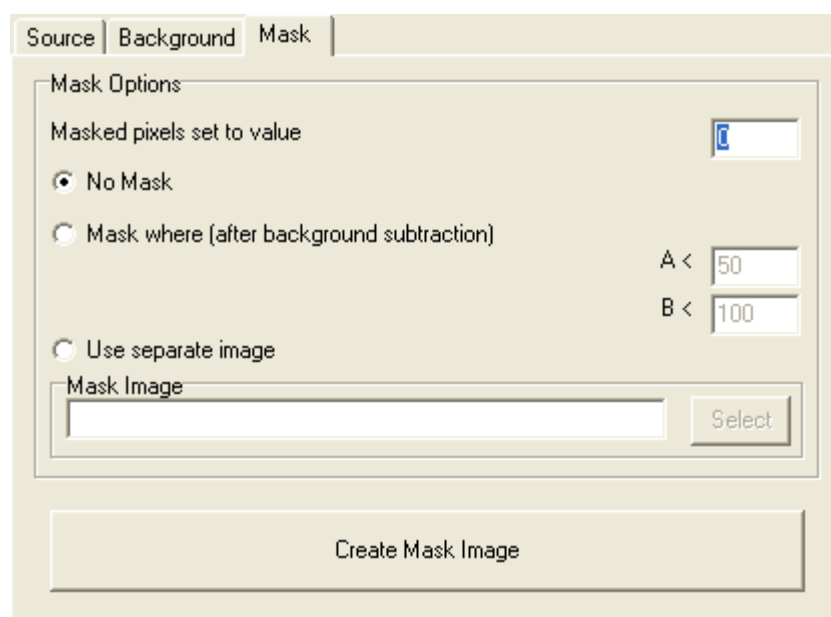 Source Background Mask
Mask Options
Masked pixels set to value 0
No Mask
Mask where (after background subtraction)
A < 50
B < 100
Use separate image
Mask Image
Select
Create Mask Image